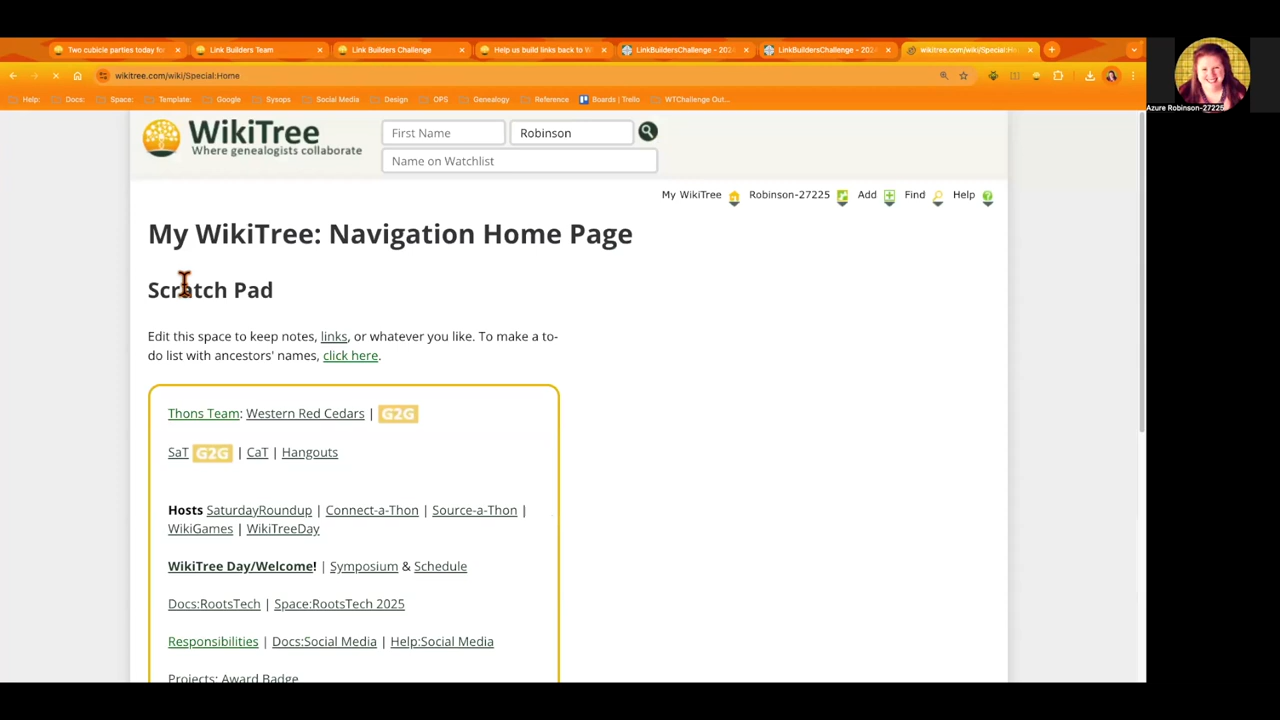 Two cubicle parties today for
Link Builders Team
Link Builders Challenge
Help us build links back to W
LinkBuildersChallenge - 202
LinkBuildersChallenge - 202
wikitree.com/wiki/Special:Ho
wikitree.com/wiki/Special:Home
Help: Docs: Space: Template: Google Sysops Social Media Design OPS Genealogy Reference Boards | Trello WTChallenge Out...
Azure Robinson-27225
WikiTree
Where genealogists collaborate
First Name Robinson
Name on Watchlist
My WikiTree Robinson-27225 Add Find Help
My WikiTree: Navigation Home Page
Scratch Pad
Edit this space to keep notes, links, or whatever you like. To make a to-
do list with ancestors' names, click here.
Thons Team: Western Red Cedars | G2G
SaT G2G | CaT | Hangouts
Hosts SaturdayRoundup | Connect-a-Thon | Source-a-Thon |
WikiGames | WikiTreeDay
WikiTree Day/Welcome! | Symposium & Schedule
Docs:RootsTech | Space:RootsTech 2025
Responsibilities | Docs:Social Media | Help:Social Media
Projects: Award Badge